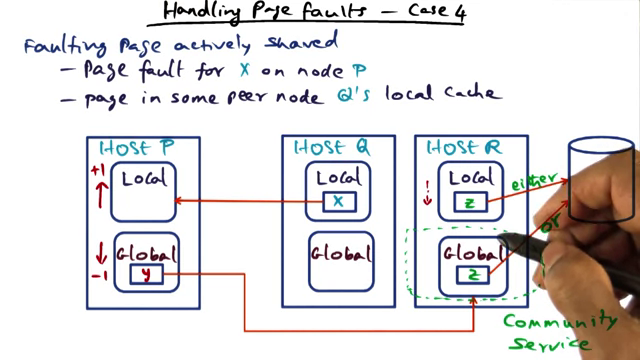 Handling Page faults - Case 4
Faulting Page actively shared
- Page fault for X on node P
- page in some peer node Q's local Cache
HOST P
HOST Q
HOST R
+1
Local
Local
X
!
Local
Z
either
or
-1
Global
y
Global
Global
Z
Community
Service